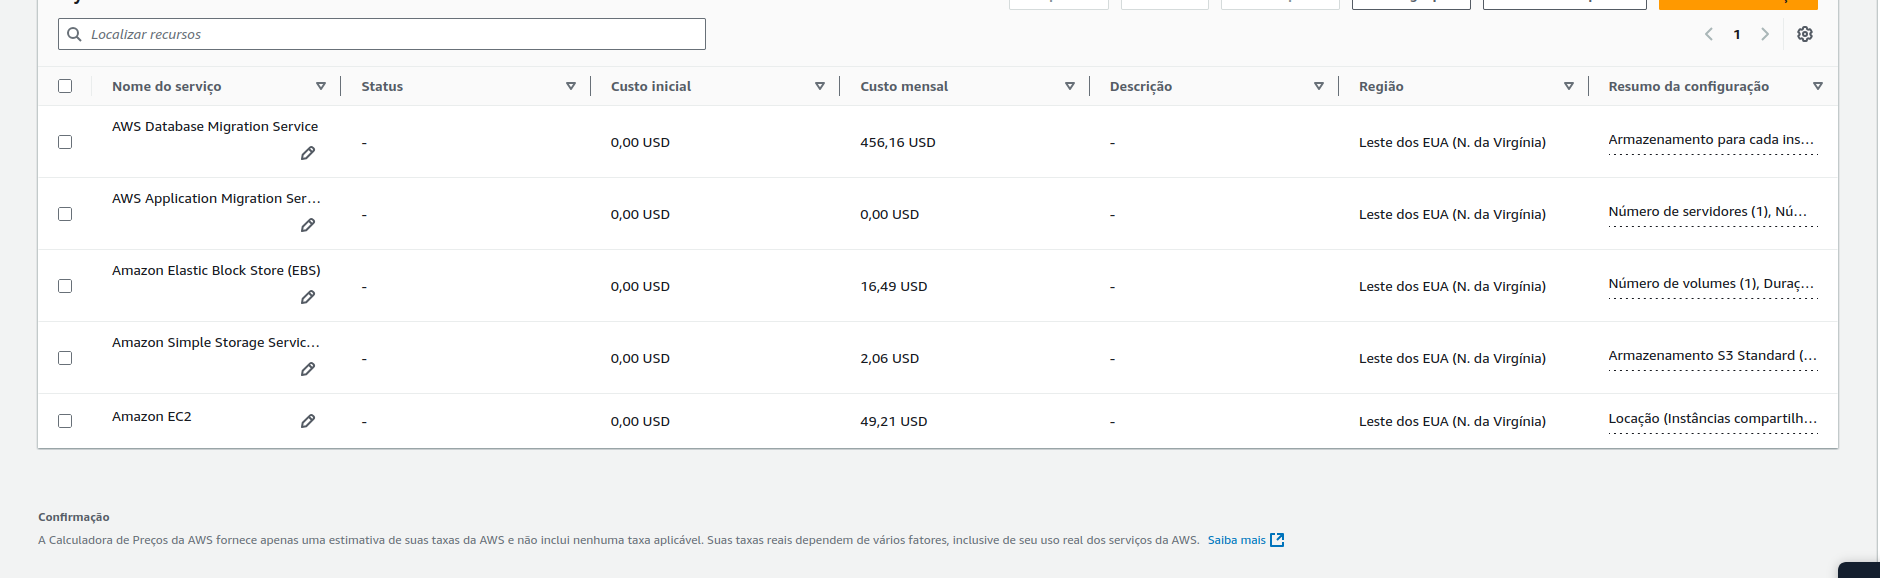 Localizar recursos
1
Nome do serviço Status Custo inicial Custo mensal Descrição Região Resumo da configuração
AWS Database Migration Service - 0,00 USD 456,16 USD - Leste dos EUA (N. da Virgínia) Armazenamento para cada ins...
AWS Application Migration Ser... - 0,00 USD 0,00 USD - Leste dos EUA (N. da Virgínia) Número de servidores (1), Nú...
Amazon Elastic Block Store (EBS) - 0,00 USD 16,49 USD - Leste dos EUA (N. da Virgínia) Número de volumes (1), Duraç...
Amazon Simple Storage Servic... - 0,00 USD 2,06 USD - Leste dos EUA (N. da Virgínia) Armazenamento S3 Standard (...
Amazon EC2 - 0,00 USD 49,21 USD - Leste dos EUA (N. da Virgínia) Locação (Instâncias compartilh...
Confirmação
A Calculadora de Preços da AWS fornece apenas uma estimativa de suas taxas da AWS e não inclui nenhuma taxa aplicável. Suas taxas reais dependem de vários fatores, inclusive de seu uso real dos serviços da AWS. Saiba mais